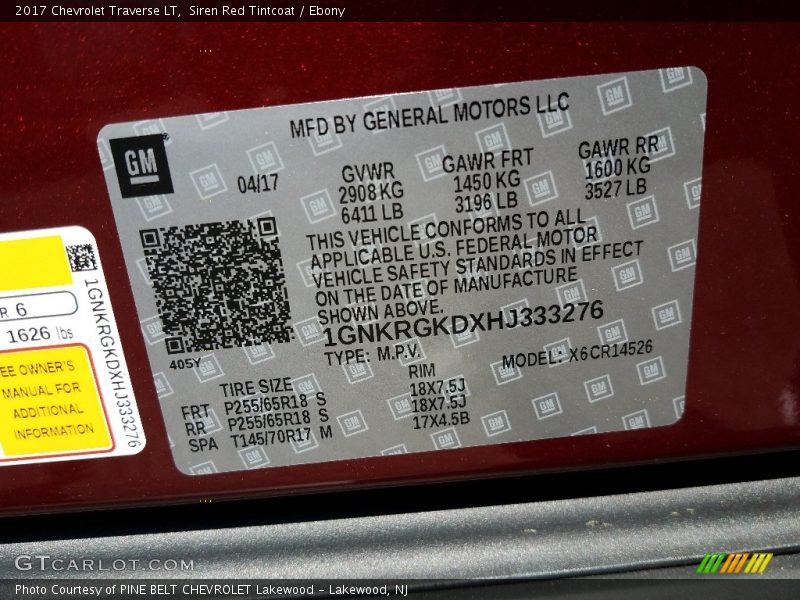 2017 Chevrolet Traverse LT, Siren Red Tintcoat / Ebony
MFD BY GENERAL MOTORS LLC
GM
04/17
GVWR
2908 KG
6411 LB
GAWR FRT
1450 KG
3196 LB
GAWR RR
1600 KG
3527 LB
THIS VEHICLE CONFORMS TO ALL
APPLICABLE U.S. FEDERAL MOTOR
VEHICLE SAFETY STANDARDS IN EFFECT
ON THE DATE OF MANUFACTURE
SHOWN ABOVE.
1GNKRGKDXHJ333276
TYPE: M.P.V.
MODEL: X6CR14526
405Y
TIRE SIZE
RIM
FRT P255/65R18 S 18X7.5J
RR P255/65R18 S 18X7.5J
SPA T145/70R17 M 17X4.5B
R 6
1626 lbs
EE OWNER'S
MANUAL FOR
ADDITIONAL
INFORMATION
1GNKRGKDXHJ333276
GTCARLOT.COM
Photo Courtesy of PINE BELT CHEVROLET Lakewood - Lakewood, NJ